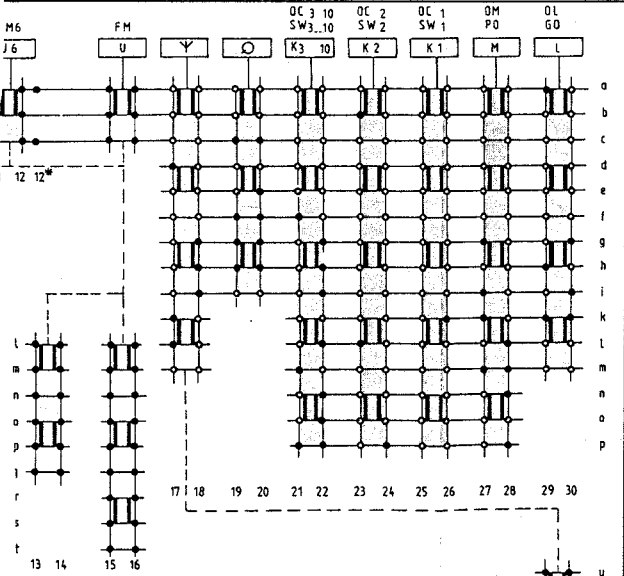 M6 FM OC 3 10 OC 2 OC 1 OM OL
SW3..10 SW 2 SW 1 PO GO
J6 U K3 10 K 2 K 1 M L
a
b
c
d
12 12*
e
f
g
h
i
k
l l
m m
n n
o o
p p
q
r 17 18 19 20 21 22 23 24 25 26 27 28 29 30
s
t
13 14 15 16
u